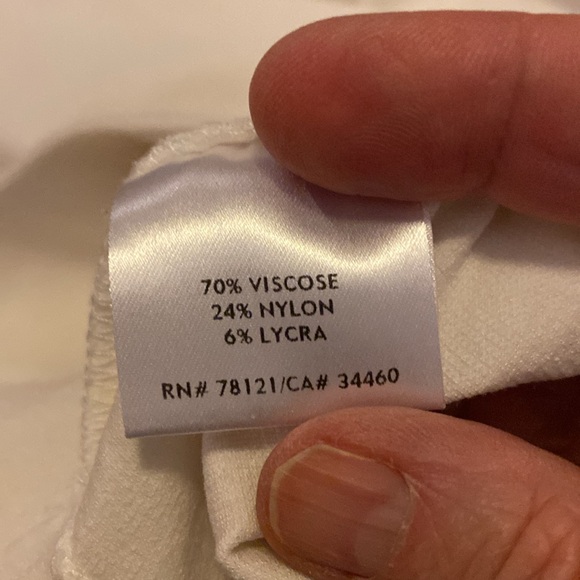 70% VISCOSE
24% NYLON
6% LYCRA
RN# 78121/CA# 34460